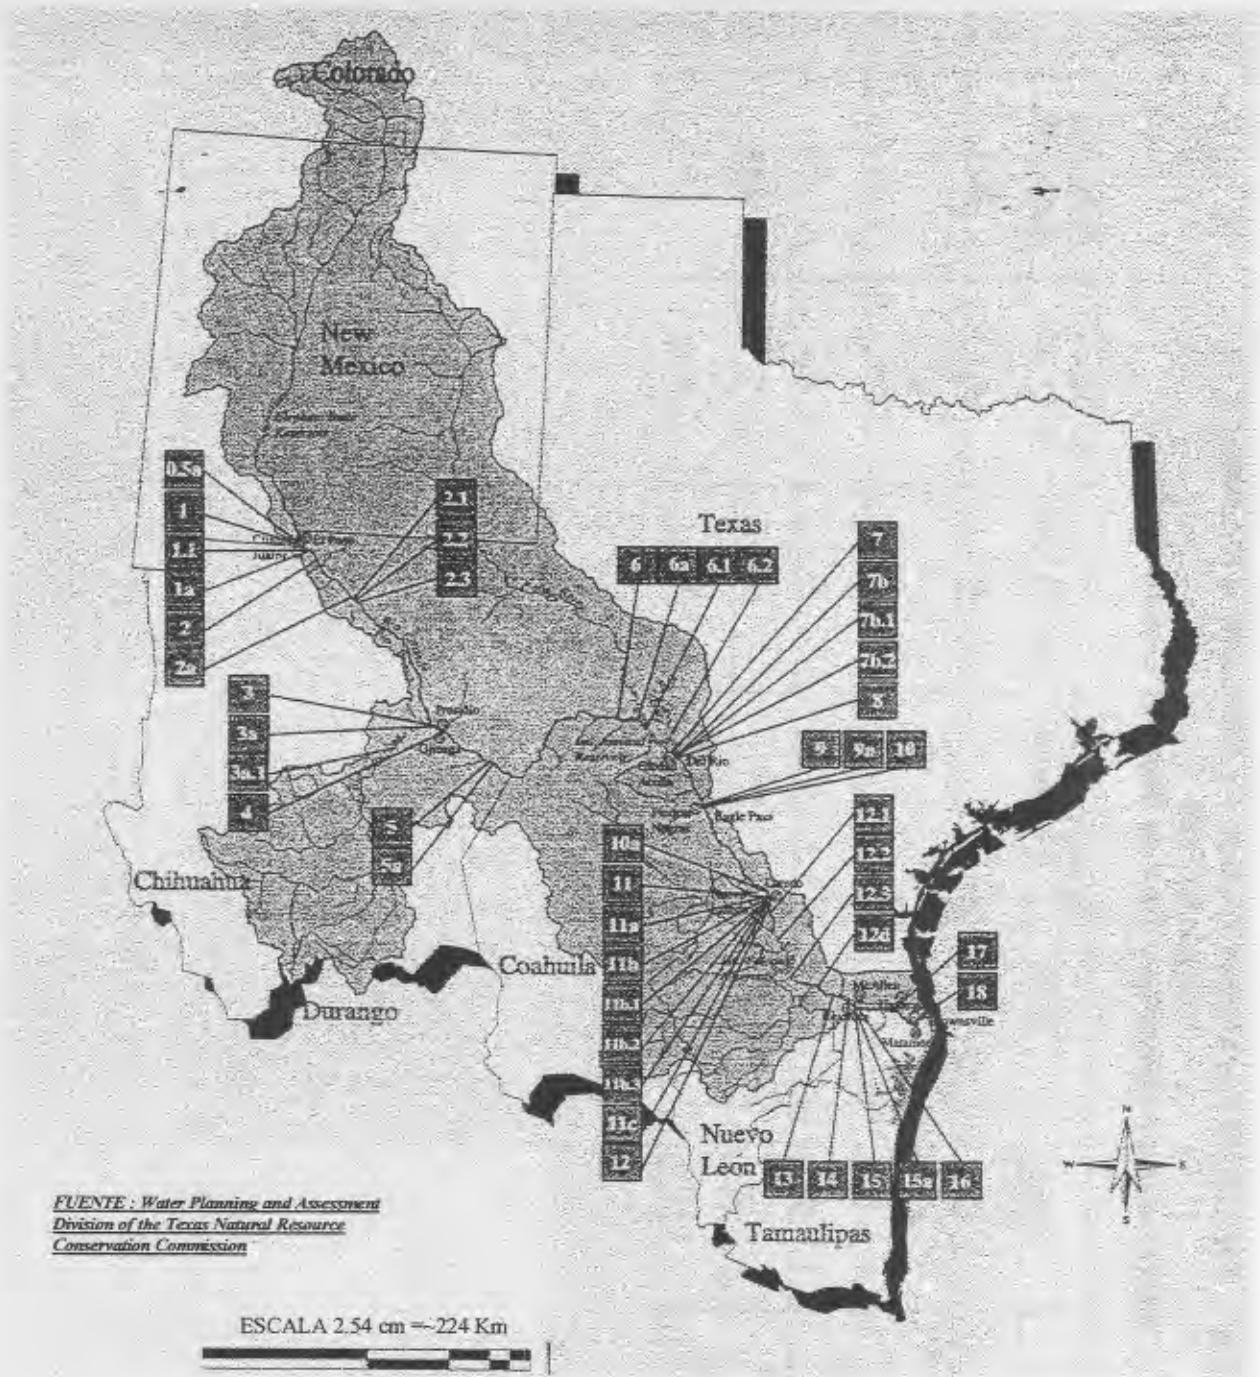 Colorado
New
Mexico
0.5a
1
1.1
1a
2
2a
2.1
2.2
2.3
Texas
6
6a
6.1
6.2
7
7b
7b.1
7b.2
8
3
3a
3a.1
4
Presidio
Ojinaga
Del Rio
9
9a
10
Eagle Pass
5
5a
10a
11
11a
11b
11b.1
11b.2
11b.3
11c
12
12.1
12.2
12.3
12d
Chihuahua
Coahuila
Durango
McAllen
17
18
Nuevo
Leon
13
14
15
15a
16
Tamaulipas
N
W
E
S
FUENTE : Water Planning and Assessment
Division of the Texas Natural Resource
Conservation Commission
ESCALA 2.54 cm =~224 Km